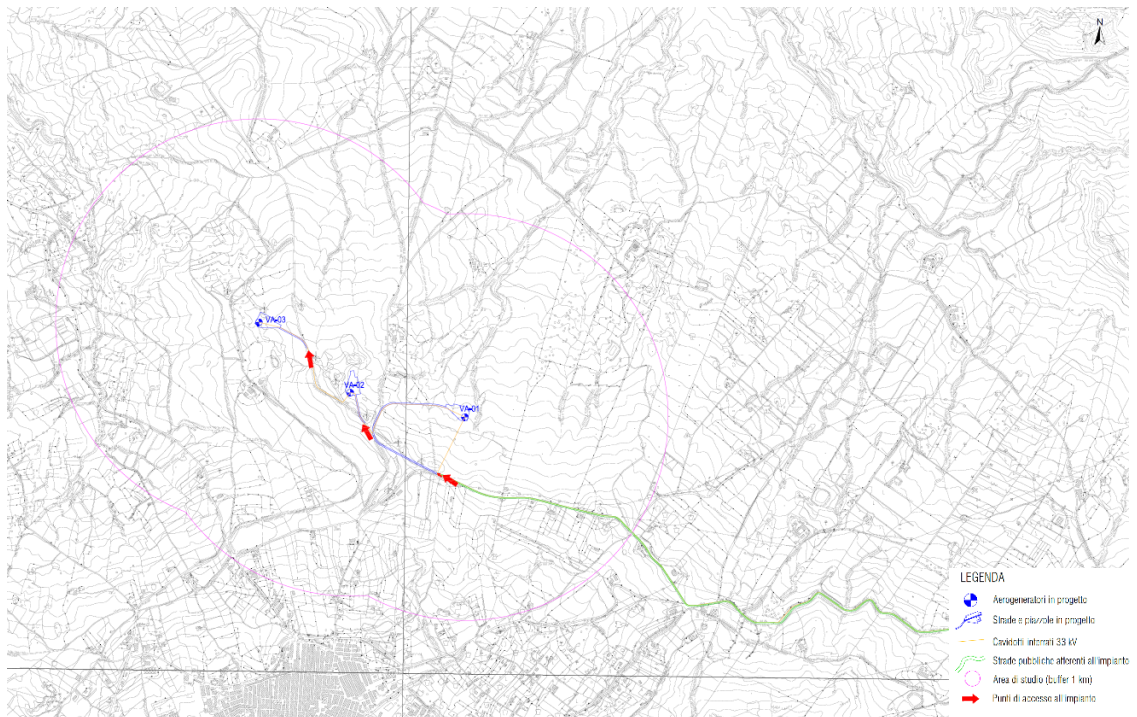 N
VA-03
VA-02
VA-01
LEGENDA
Aerogeneratori in progetto
Strade e piazzole in progetto
Cavidotti interrati 33 kV
Strade pubbliche afferenti all'impianto
Area di studio (buffer 1 km)
Punti di accesso all'impianto